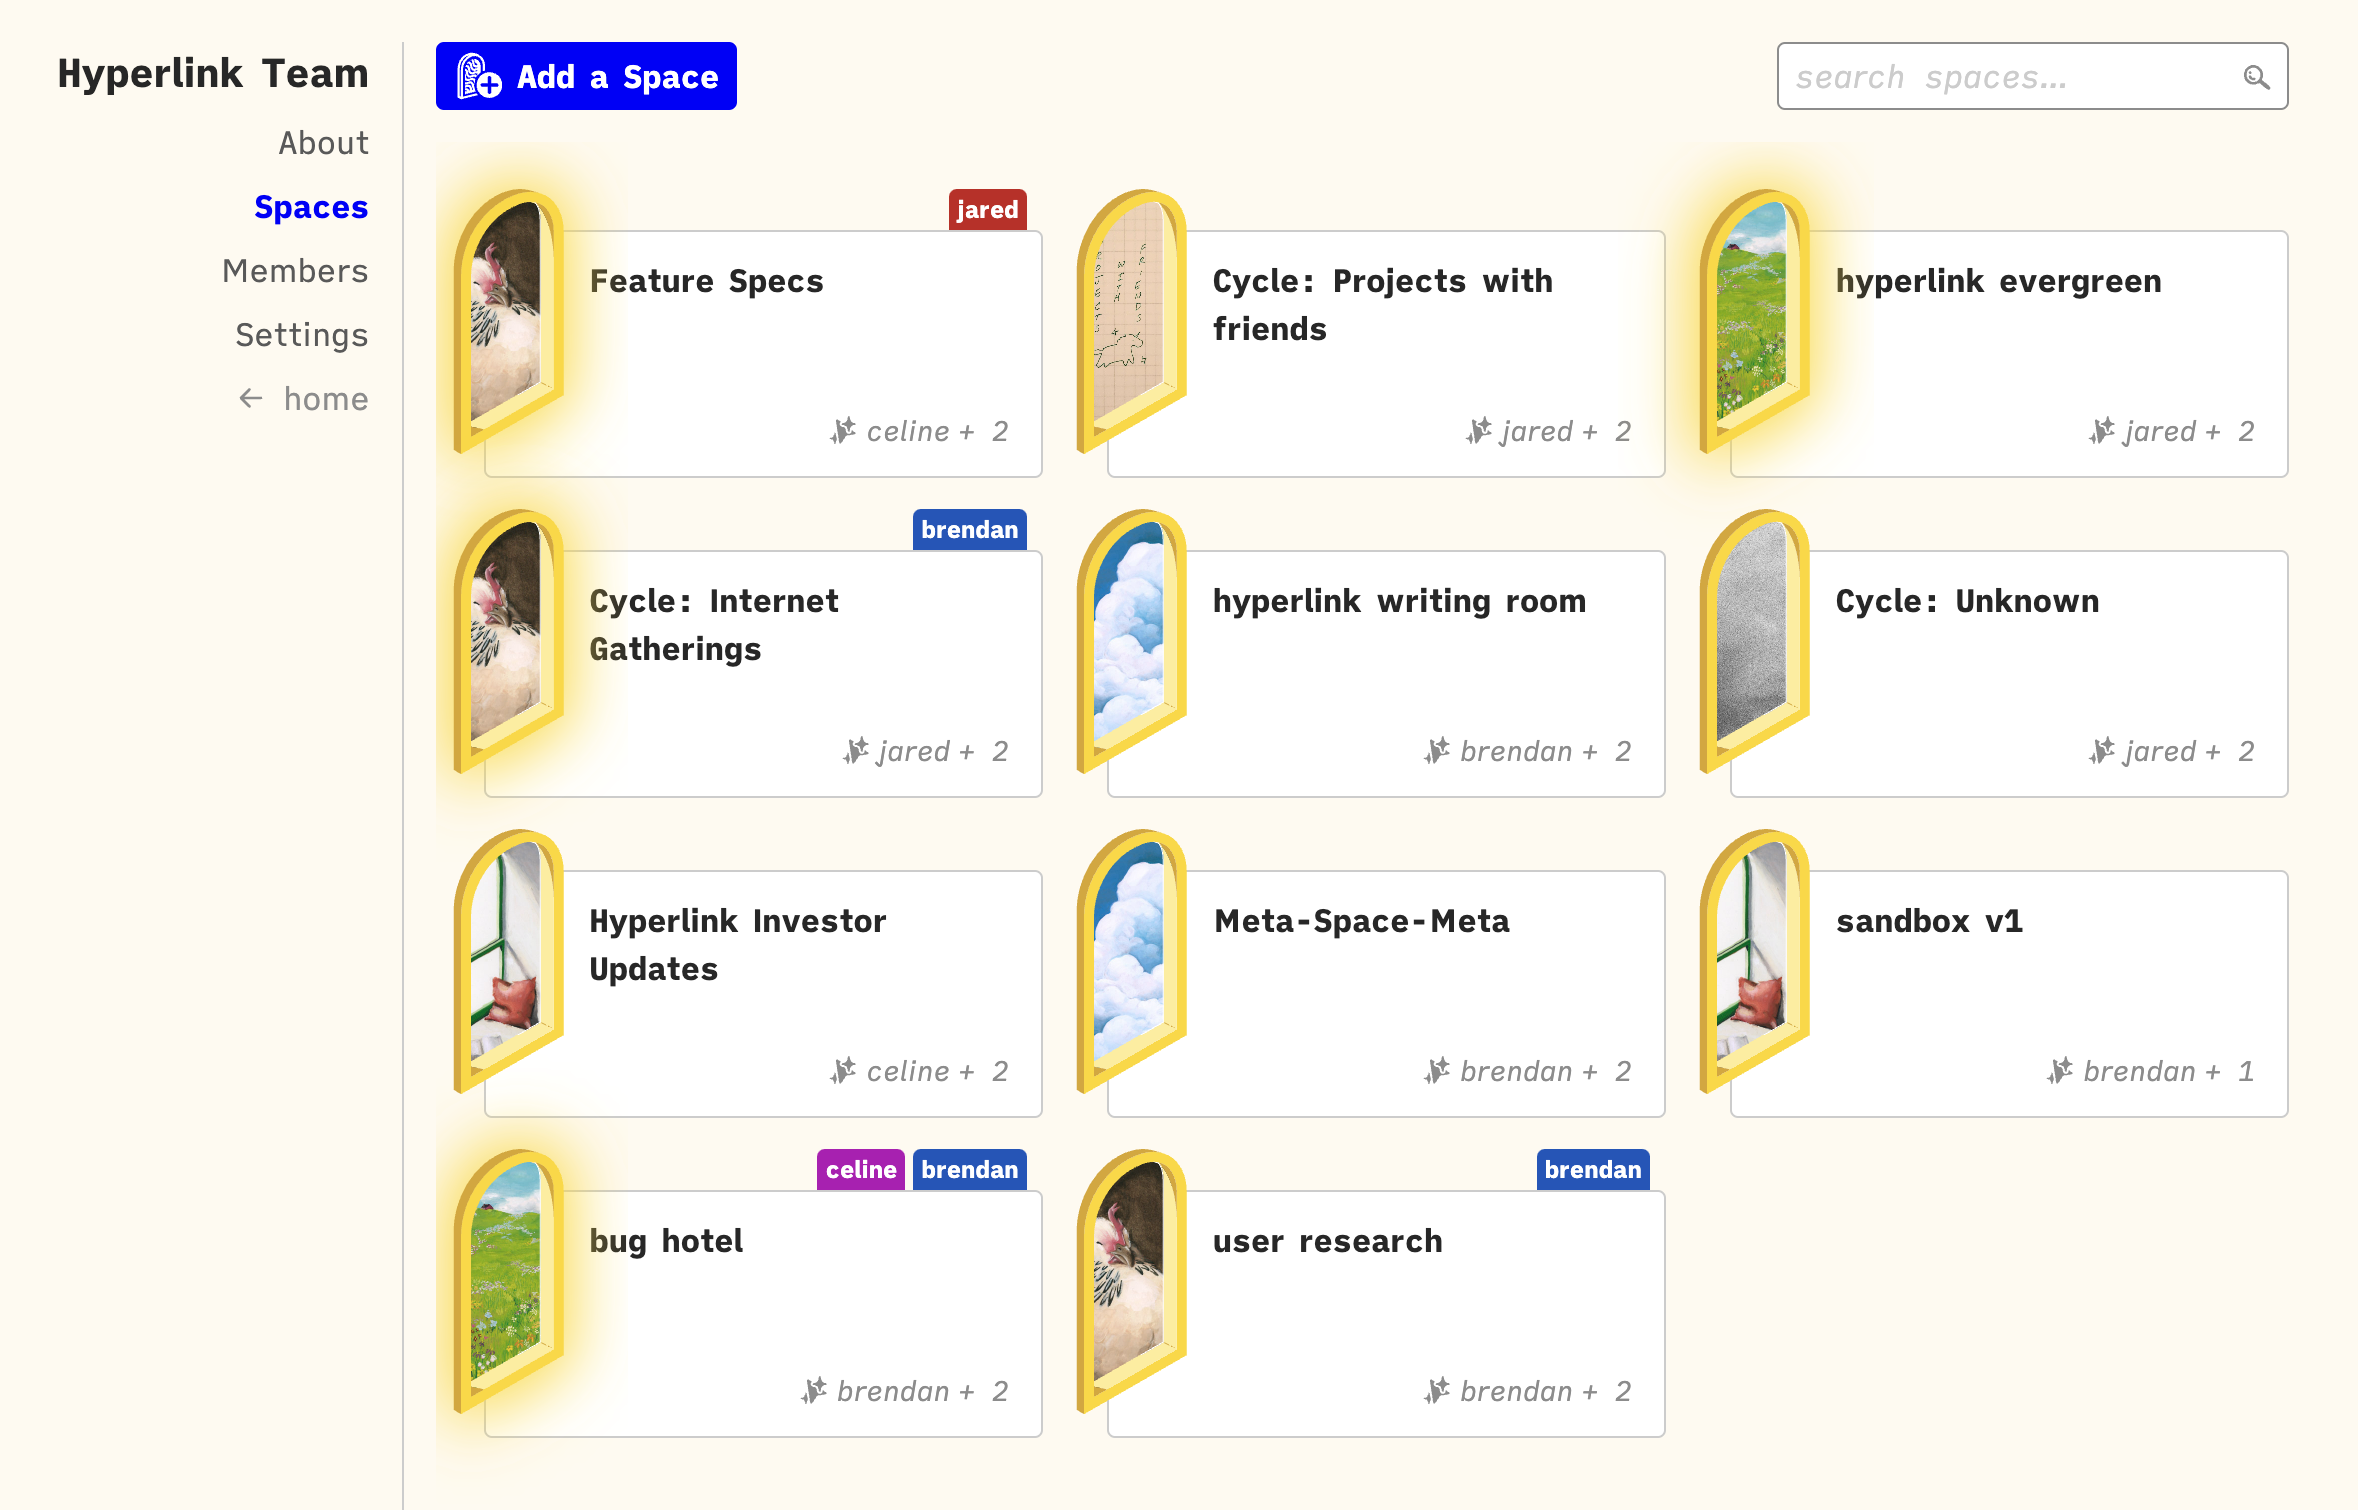 Hyperlink Team
About
Spaces
Members
Settings
← home
Add a Space
search spaces...
jared
Feature Specs
celine + 2
PROJECTS
WITH
FRIENDS
Cycle: Projects with
friends
jared + 2
hyperlink evergreen
jared + 2
brendan
Cycle: Internet
Gatherings
jared + 2
hyperlink writing room
brendan + 2
Cycle: Unknown
jared + 2
Hyperlink Investor
Updates
celine + 2
Meta-Space-Meta
brendan + 2
sandbox v1
brendan + 1
celine brendan
bug hotel
brendan + 2
brendan
user research
brendan + 2